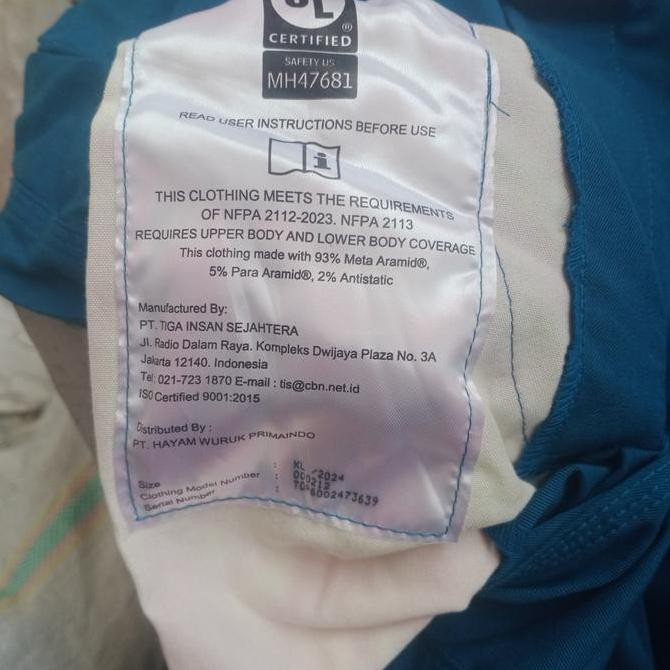 UL
®
CERTIFIED
SAFETY US
MH47681
READ USER INSTRUCTIONS BEFORE USE
i
THIS CLOTHING MEETS THE REQUIREMENTS
OF NFPA 2112-2023. NFPA 2113
REQUIRES UPPER BODY AND LOWER BODY COVERAGE
This clothing made with 93% Meta Aramid®,
5% Para Aramid®, 2% Antistatic
Manufactured By:
PT. TIGA INSAN SEJAHTERA
Jl. Radio Dalam Raya. Kompleks Dwijaya Plaza No. 3A
Jakarta 12140. Indonesia
Tel: 021-723 1870 E-mail : tis@cbn.net.id
ISO Certified 9001:2015
Distributed By :
PT. HAYAM WURUK PRIMAINDO
Size : XL /2024
Clothing Model Number : 000212
Serial Number :